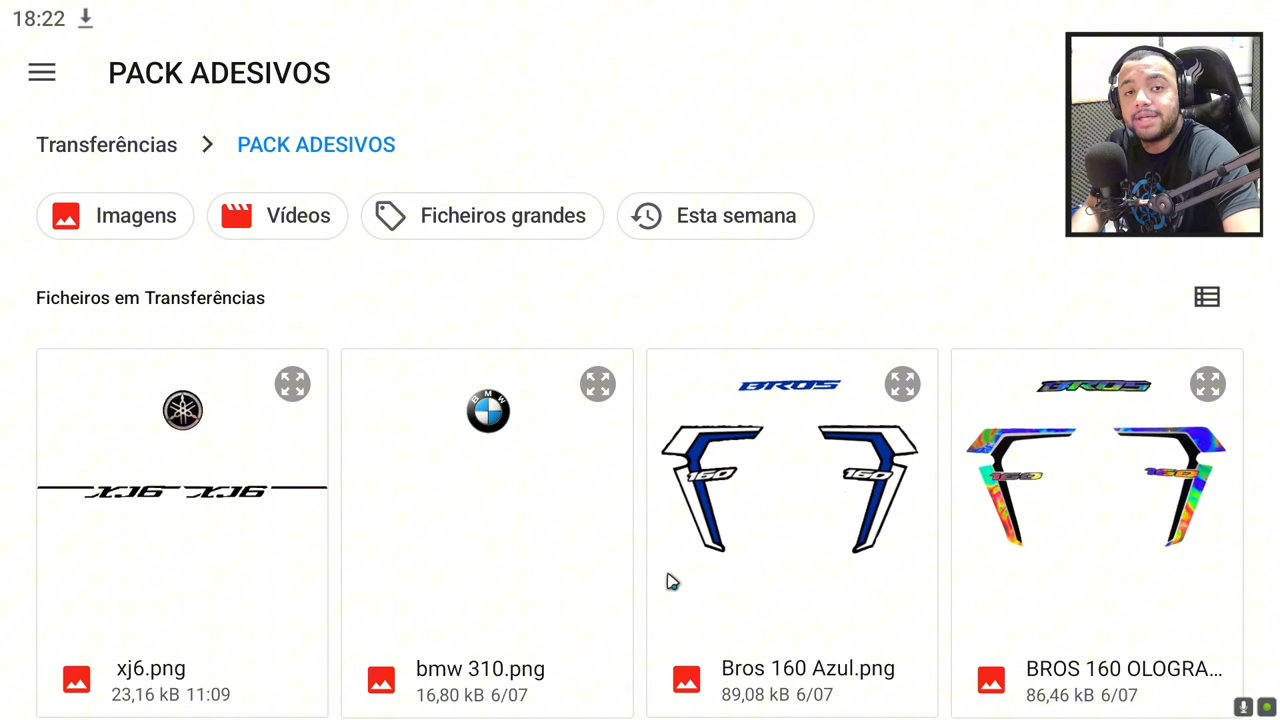 18:22
PACK ADESIVOS
Transferências > PACK ADESIVOS
Imagens Vídeos Ficheiros grandes Esta semana
Ficheiros em Transferências
BMW
BROS
BROS
160 160
160 160
XJ6 XJ6
xj6.png bmw 310.png Bros 160 Azul.png BROS 160 OLOGRA...
23,16 kB 11:09 16,80 kB 6/07 89,08 kB 6/07 86,46 kB 6/07